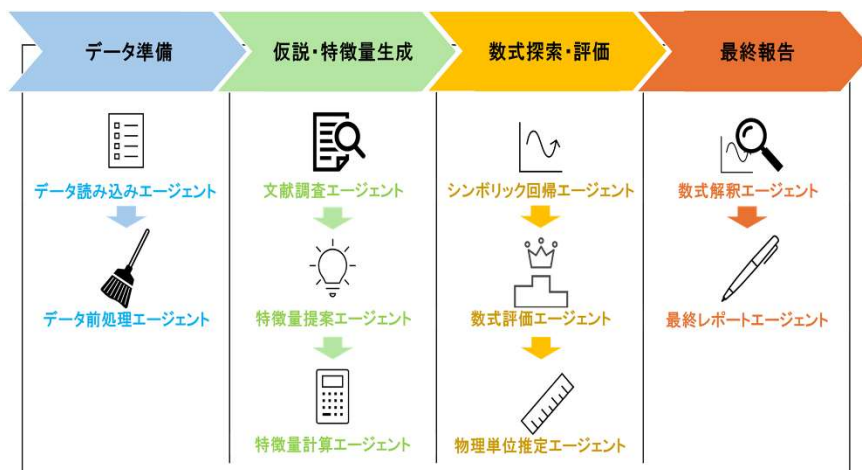 データ準備
仮説・特徴量生成
数式探索・評価
最終報告
データ読み込みエージェント
データ前処理エージェント
文献調査エージェント
特徴量提案エージェント
特徴量計算エージェント
シンボリック回帰エージェント
数式評価エージェント
物理単位推定エージェント
数式解釈エージェント
最終レポートエージェント